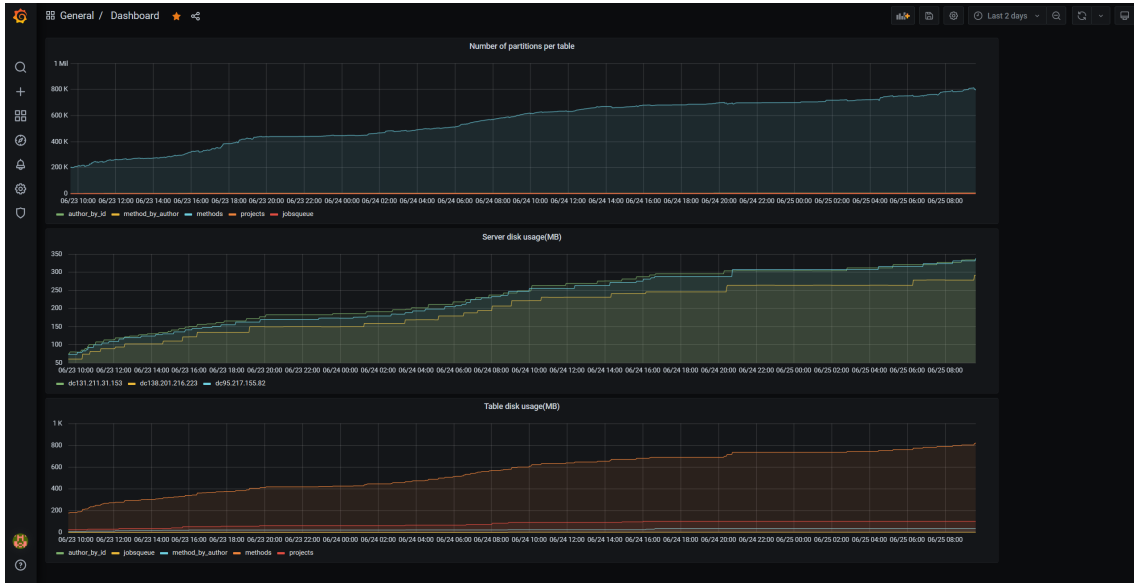 General / Dashboard
Last 2 days
Number of partitions per table
1 Mil
800 K
600 K
400 K
200 K
0
06/23 10:00 06/23 12:00 06/23 14:00 06/23 16:00 06/23 18:00 06/23 20:00 06/23 22:00 06/24 00:00 06/24 02:00 06/24 04:00 06/24 06:00 06/24 08:00 06/24 10:00 06/24 12:00 06/24 14:00 06/24 16:00 06/24 18:00 06/24 20:00 06/24 22:00 06/25 00:00 06/25 02:00 06/25 04:00 06/25 06:00 06/25 08:00
author_by_id method_by_author methods projects jobsqueue
Server disk usage(MB)
350
300
250
200
150
100
50
06/23 10:00 06/23 12:00 06/23 14:00 06/23 16:00 06/23 18:00 06/23 20:00 06/23 22:00 06/24 00:00 06/24 02:00 06/24 04:00 06/24 06:00 06/24 08:00 06/24 10:00 06/24 12:00 06/24 14:00 06/24 16:00 06/24 18:00 06/24 20:00 06/24 22:00 06/25 00:00 06/25 02:00 06/25 04:00 06/25 06:00 06/25 08:00
dc131.211.31.153 dc138.201.216.223 dc95.217.155.82
Table disk usage(MB)
1 K
800
600
400
200
0
06/23 10:00 06/23 12:00 06/23 14:00 06/23 16:00 06/23 18:00 06/23 20:00 06/23 22:00 06/24 00:00 06/24 02:00 06/24 04:00 06/24 06:00 06/24 08:00 06/24 10:00 06/24 12:00 06/24 14:00 06/24 16:00 06/24 18:00 06/24 20:00 06/24 22:00 06/25 00:00 06/25 02:00 06/25 04:00 06/25 06:00 06/25 08:00
author_by_id jobsqueue method_by_author methods projects